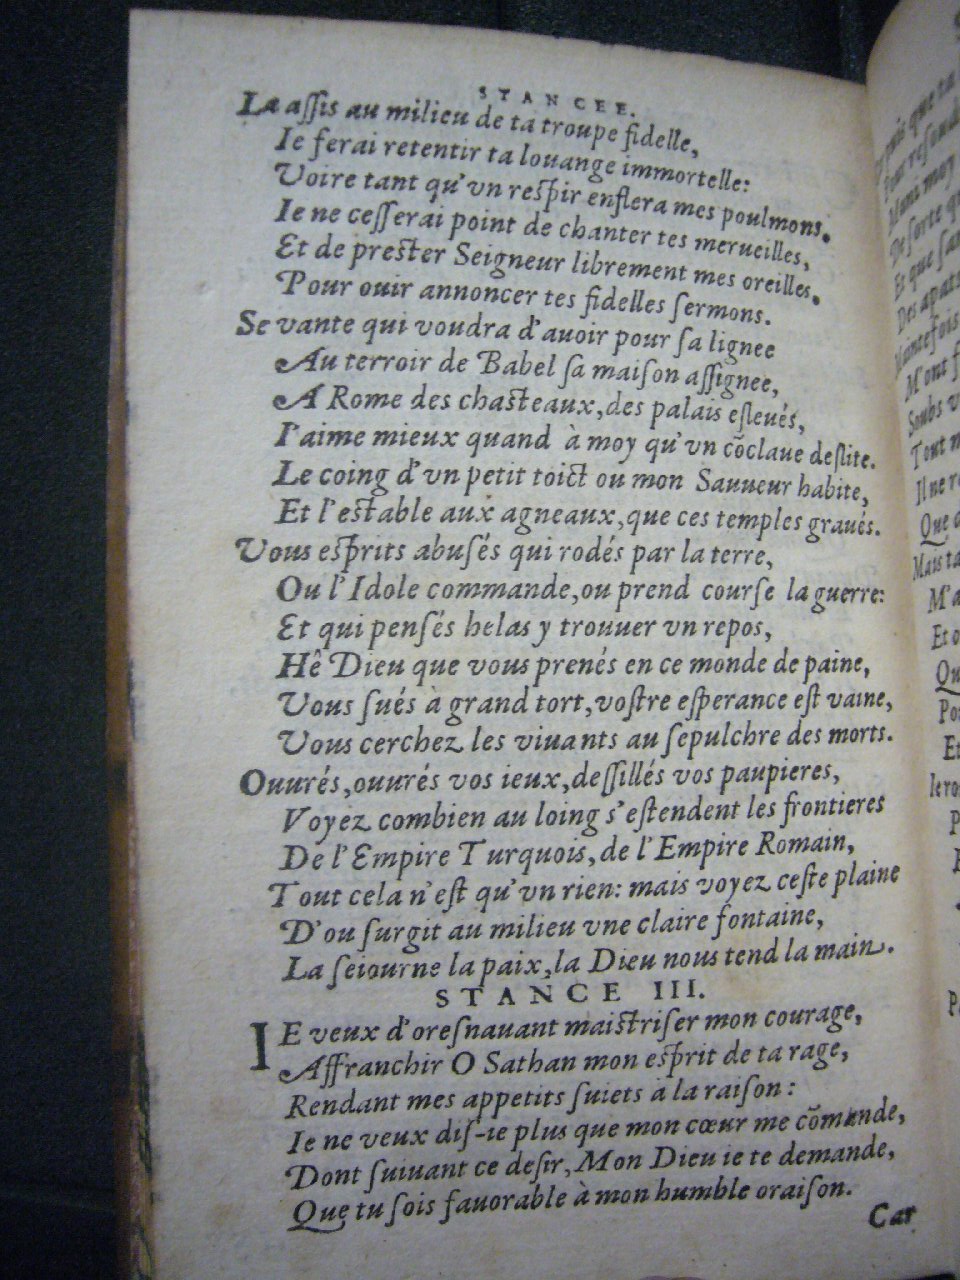 STANCEE.
La aſſis au milieu de ta troupe fidelle,
Ie ferai retentir ta louange immortelle:
Voire tant qu'vn reſpir enflera mes poulmons.
Ie ne ceſſerai point de chanter tes merueilles,
Et de preſter Seigneur librement mes oreilles.
Pour ouir annoncer tes fidelles ſermons.
Se vante qui voudra d'auoir pour ſa lignee
Au terroir de Babel ſa maiſon aſſignee,
A Rome des chaſteaux, des palais eſleués,
I'aime mieux quand à moy qu'vn cōclaue deſlite.
Le coing d'vn petit toict ou mon Sauueur habite,
Et l'eſtable aux agneaux, que ces temples graués.
Vous eſprits abuſés qui rodés par la terre,
Ou l'Idole commande, ou prend courſe la guerre:
Et qui penſés helas y trouuer vn repos,
Hê Dieu que vous prenés en ce monde de paine,
Vous ſués à grand tort, voſtre eſperance eſt vaine,
Vous cerchez les viuants au ſepulchre des morts.
Ouurés, ouurés vos ieux, deſſillés vos paupieres,
Voyez combien au loing s'eſtendent les frontieres
De l'Empire Turquois, de l'Empire Romain,
Tout cela n'eſt qu'vn rien: mais voyez ceſte plaine
D'ou ſurgit au milieu vne claire fontaine,
La ſeiourne la paix, la Dieu nous tend la main.
STANCE III.
IE veux d'oreſnauant maiſtriſer mon courage,
Affranchir O Sathan mon eſprit de ta rage,
Rendant mes appetits ſuiets à la raiſon:
Ie ne veux diſ-ie plus que mon cœur me cōmande,
Dont ſuiuant ce deſir, Mon Dieu ie te demande,
Que tu ſois fauorable à mon humble oraiſon.
Car